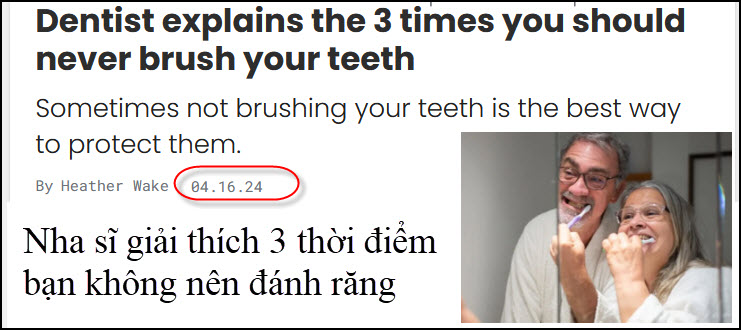 Dentist explains the 3 times you should
never brush your teeth
Sometimes not brushing your teeth is the best way
to protect them.
By Heather Wake 04.16.24
Nha sĩ giải thích 3 thời điểm
bạn không nên đánh răng